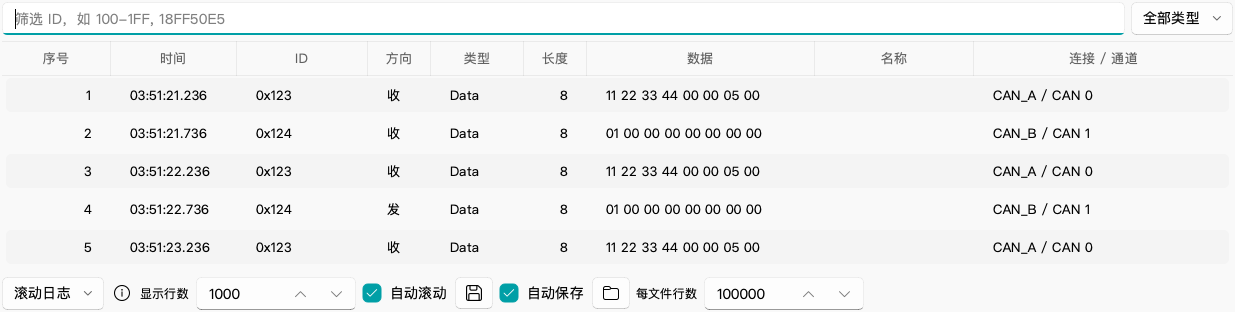 筛选 ID，如 100-1FF, 18FF50E5 全部类型
序号 时间 ID 方向 类型 长度 数据 名称 连接 / 通道
1 03:51:21.236 0x123 收 Data 8 11 22 33 44 00 00 05 00 CAN_A / CAN 0
2 03:51:21.736 0x124 收 Data 8 01 00 00 00 00 00 00 00 CAN_B / CAN 1
3 03:51:22.236 0x123 收 Data 8 11 22 33 44 00 00 05 00 CAN_A / CAN 0
4 03:51:22.736 0x124 发 Data 8 01 00 00 00 00 00 00 00 CAN_B / CAN 1
5 03:51:23.236 0x123 收 Data 8 11 22 33 44 00 00 05 00 CAN_A / CAN 0
滚动日志 显示行数 1000 自动滚动 自动保存 每文件行数 100000